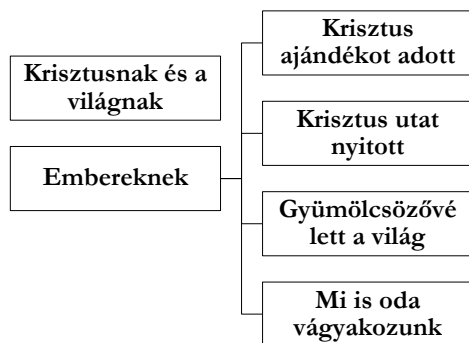 Krisztusnak és a
világnak
Embereknek
Krisztus
ajándékot adott
Krisztus utat
nyitott
Gyümölcsözővé
lett a világ
Mi is oda
vágyakozunk